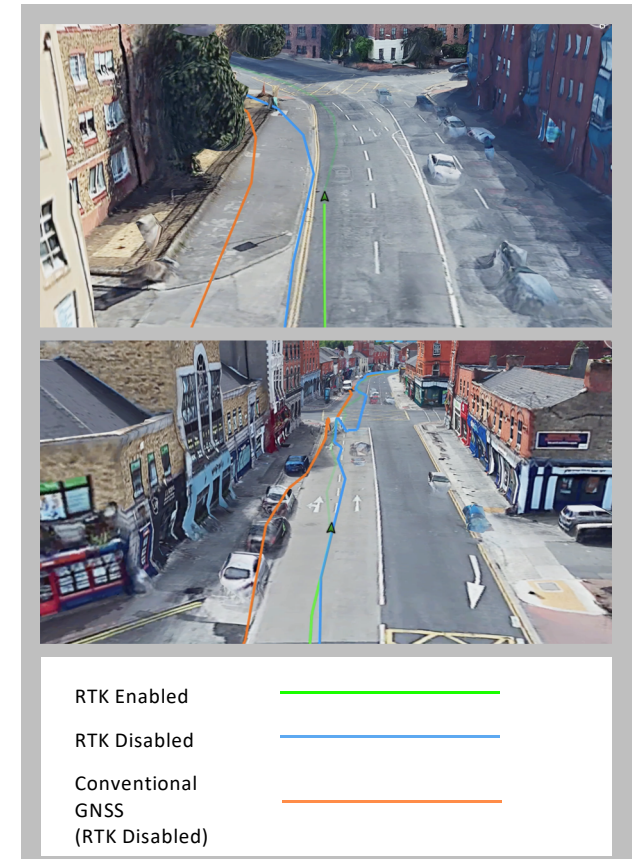 RTK Enabled
RTK Disabled
Conventional
GNSS
(RTK Disabled)